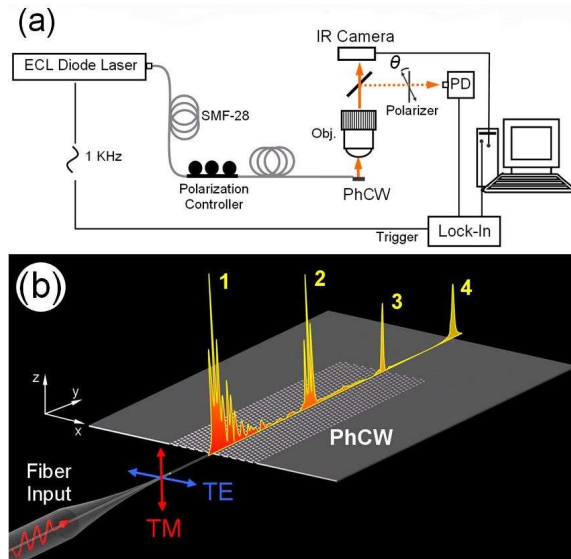 (a)
IR Camera
ECL Diode Laser
θ
PD
SMF-28
Polarizer
Obj.
1 KHz
Polarization
Controller
PhCW
Trigger
Lock-In
(b)
1
2
3
4
z
y
x
PhCW
Fiber
Input
TE
TM